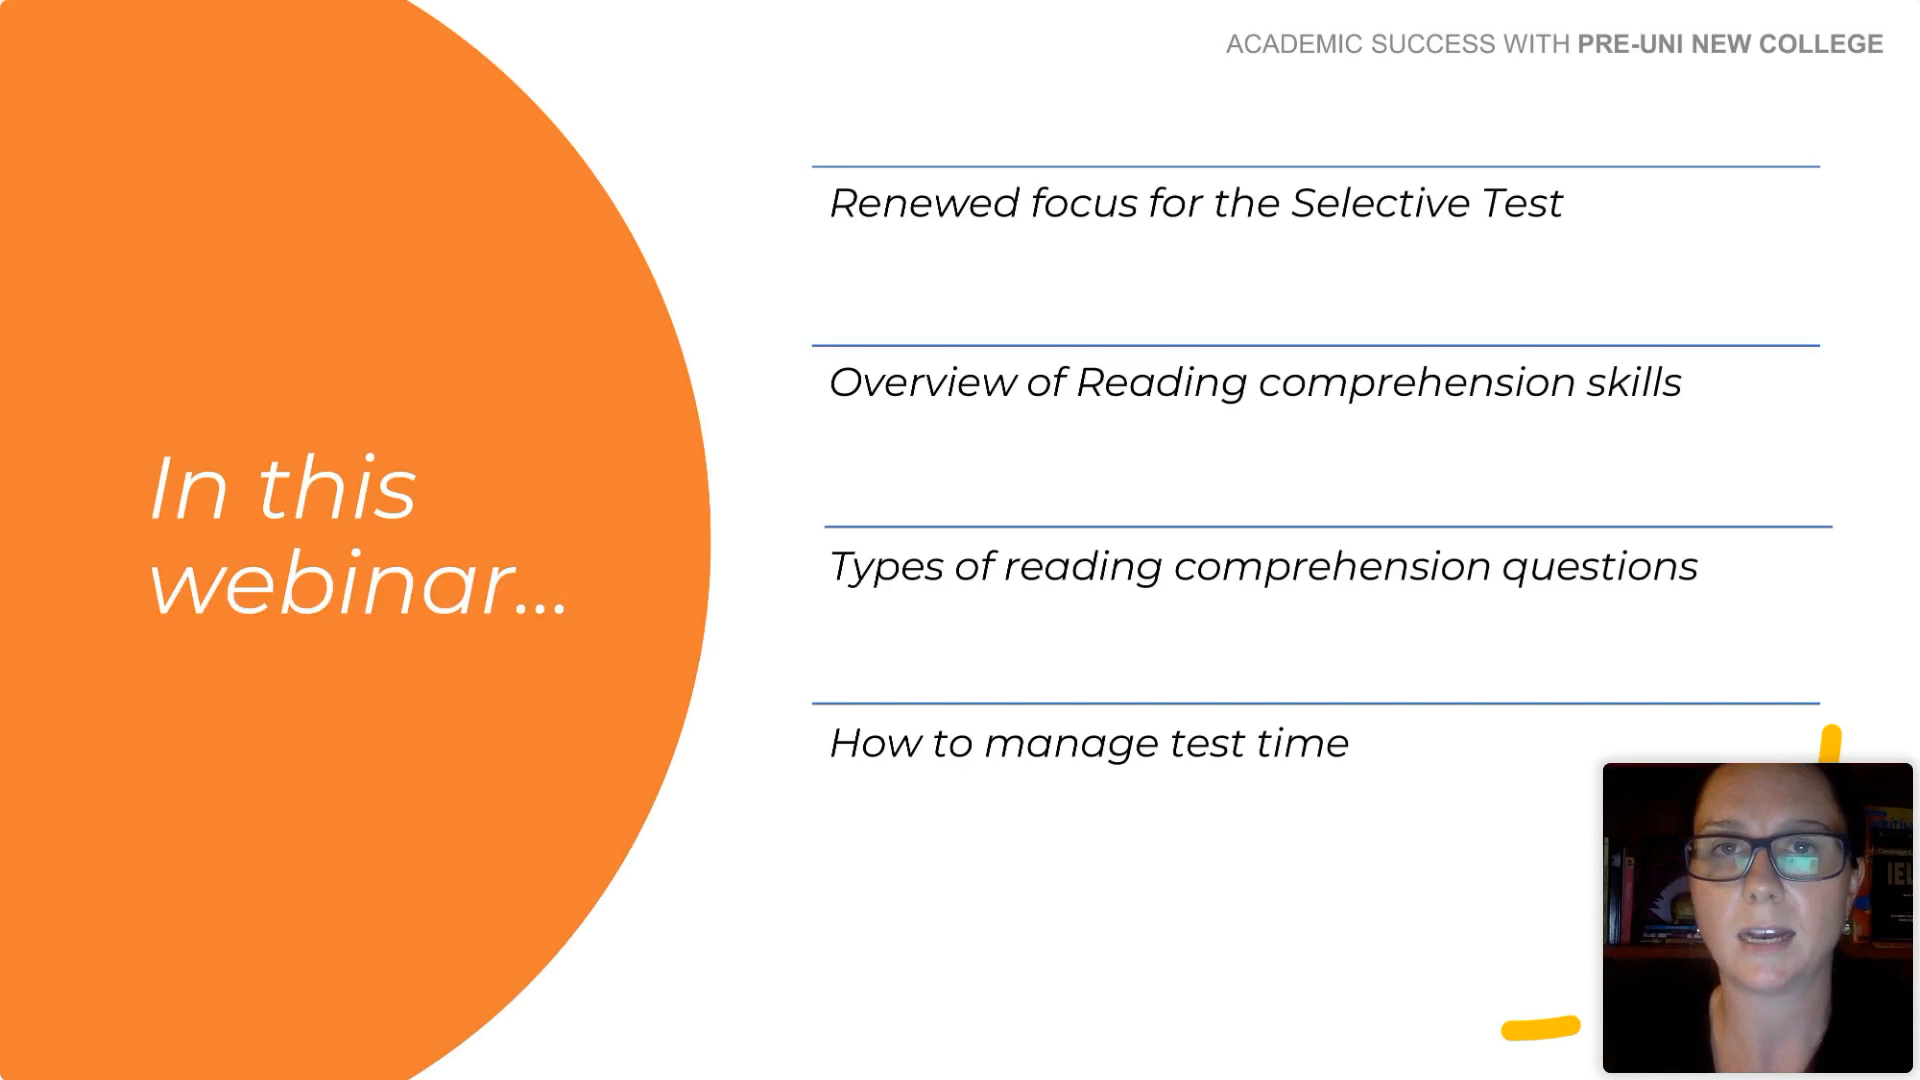 ACADEMIC SUCCESS WITH PRE-UNI NEW COLLEGE
In this
webinar...
Renewed focus for the Selective Test
Overview of Reading comprehension skills
Types of reading comprehension questions
How to manage test time